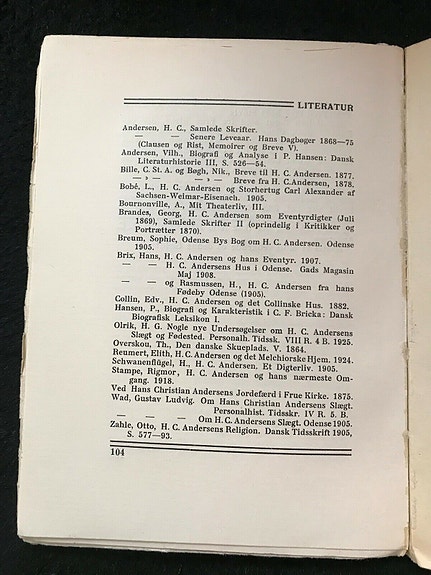 LITERATUR
Andersen, H. C., Samlede Skrifter.
— — Senere Leveaar. Hans Dagbøger 1868—75
(Clausen og Rist, Memoirer og Breve V).
Andersen, Vilh., Biografi og Analyse i P. Hansen: Dansk
Literaturhistorie III, S. 526—54.
Bille, C. St. A. og Bøgh, Nik., Breve til H. C. Andersen. 1877.
— » — — » — Breve fra H. C. Andersen, 1878.
Bobé, L., H. C. Andersen og Storhertug Carl Alexander af
Sachsen-Weimar-Eisenach. 1905.
Bournonville, A., Mit Theaterliv, III.
Brandes, Georg, H. C. Andersen som Eventyrdigter (Juli
1869), Samlede Skrifter II (oprindelig i Kritikker og
Portrætter 1870).
Breum, Sophie, Odense Bys Bog om H. C. Andersen. Odense
1905.
Brix, Hans, H. C. Andersen og hans Eventyr. 1907.
— — H. C. Andersens Hus i Odense. Gads Magasin
Maj 1908.
— — og Rasmussen, H., H. C. Andersen fra hans
Fødeby Odense (1905).
Collin, Edv., H. C. Andersen og det Collinske Hus. 1882.
Hansen, P., Biografi og Karakteristik i C. F. Bricka: Dansk
Biografisk Leksikon I.
Olrik, H. G. Nogle nye Undersøgelser om H. C. Andersens
Slægt og Fødested. Personalh. Tidssk. VIII R. 4 B. 1925.
Overskou, Th., Den danske Skueplads. V. 1864.
Reumert, Elith, H. C. Andersen og det Melchiorske Hjem. 1924.
Schwanenflügel, H., H. C. Andersen. Et Digterliv. 1905.
Stampe, Rigmor, H. C. Andersen og hans nærmeste Om-
gang. 1918.
Ved Hans Christian Andersens Jordefærd i Frue Kirke. 1875.
Wad, Gustav Ludvig. Om Hans Christian Andersens Slægt.
Personalhist. Tidsskr. IV R. 5. B.
— — — Om H. C. Andersens Slægt. Odense 1905.
Zahle, Otto, H. C. Andersens Religion. Dansk Tidsskrift 1905,
S. 577—93.
104